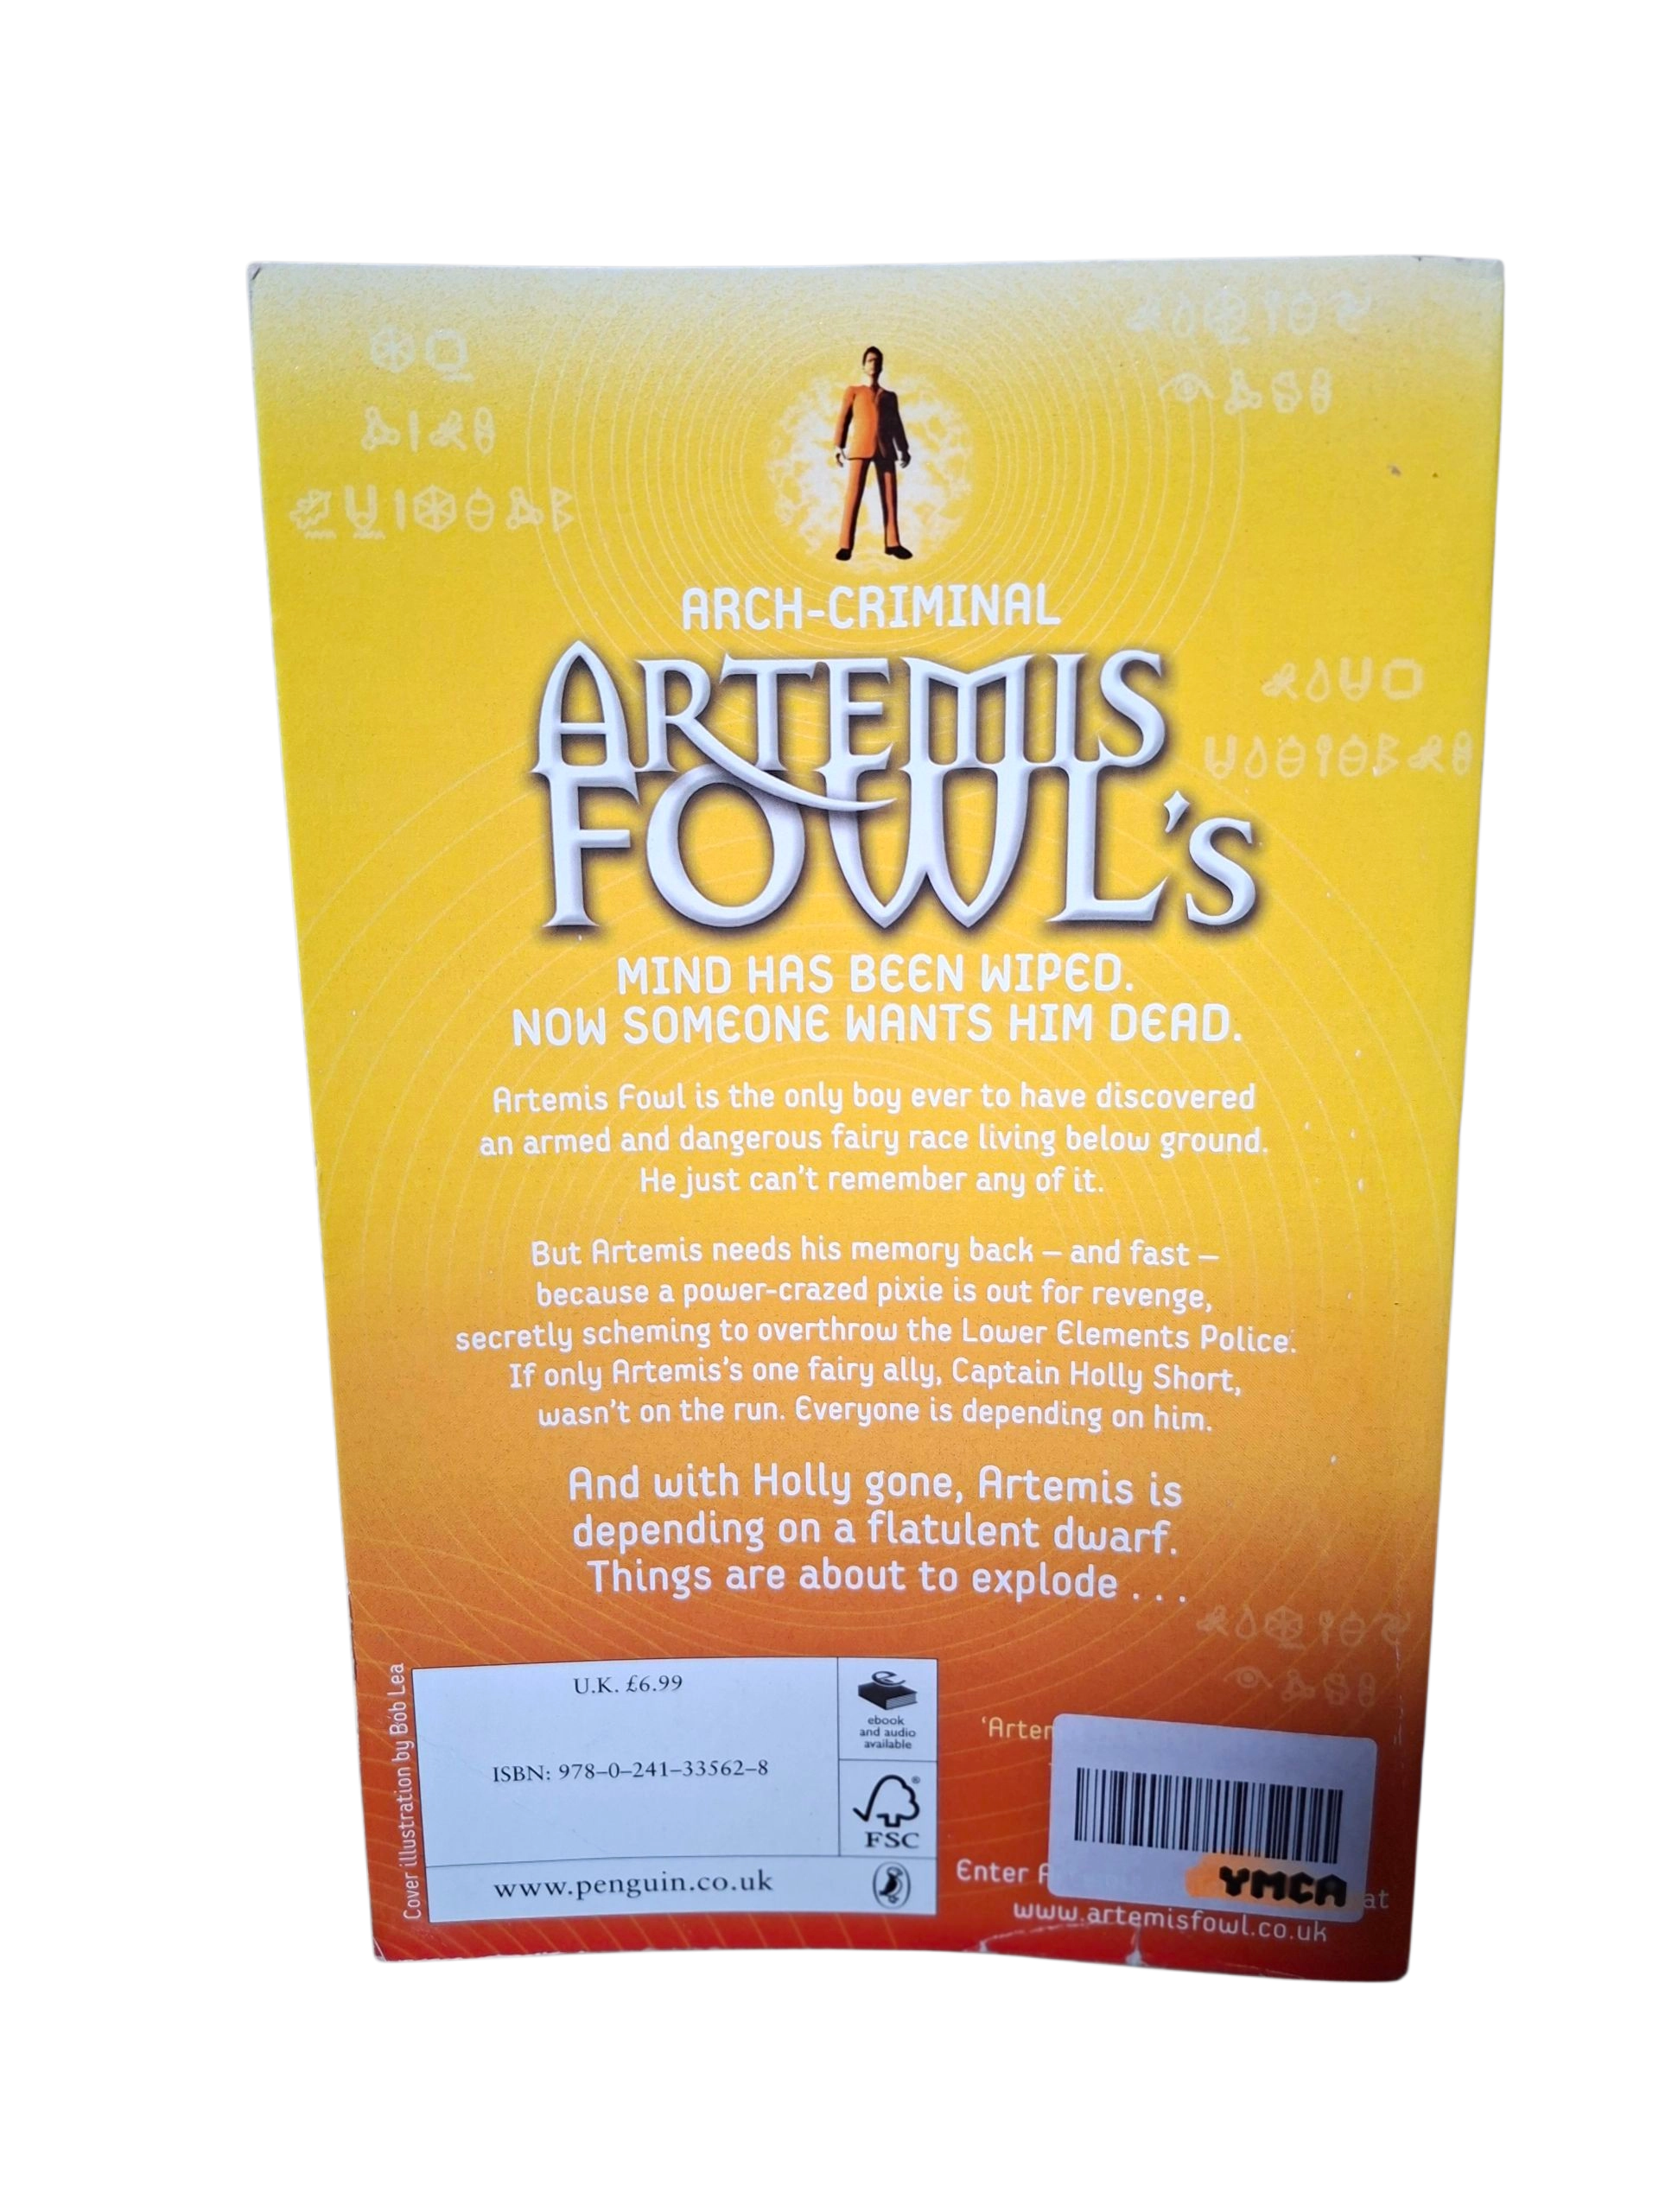 ARCH-CRIMINAL
ARTEMIS
FOWL'S
MIND HAS BEEN WIPED.
NOW SOMEONE WANTS HIM DEAD.
Artemis Fowl is the only boy ever to have discovered
an armed and dangerous fairy race living below ground.
He just can't remember any of it.
But Artemis needs his memory back – and fast –
because a power-crazed pixie is out for revenge,
secretly scheming to overthrow the Lower Elements Police.
If only Artemis's one fairy ally, Captain Holly Short,
wasn't on the run. Everyone is depending on him.
And with Holly gone, Artemis is
depending on a flatulent dwarf.
Things are about to explode . . .
Cover illustration by Bob Lea
U.K. £6.99
ISBN: 978–0–241–33562–8
www.penguin.co.uk
ebook
and audio
available
®
FSC
Enter
at
www.artemisfowl.co.uk
YMCA